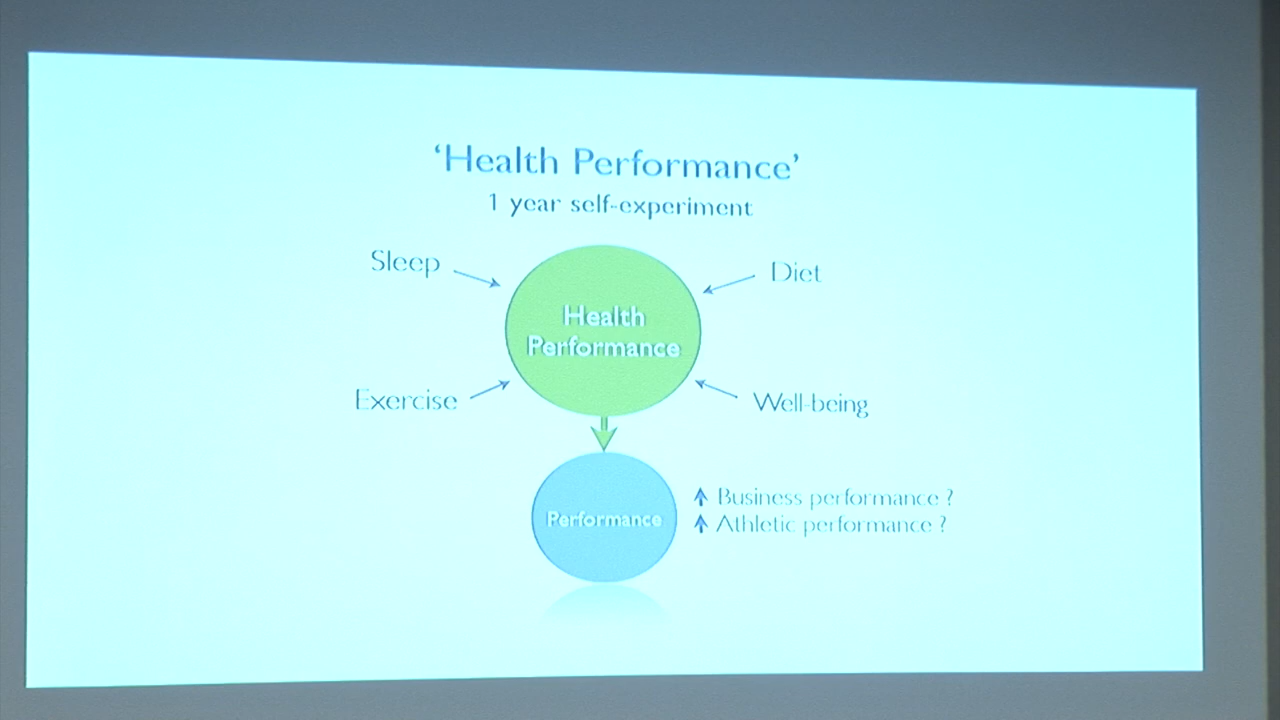 ‘Health Performance’
1 year self-experiment
Sleep
Diet
Health
Performance
Exercise
Well-being
Performance
Business performance ?
Athletic performance ?